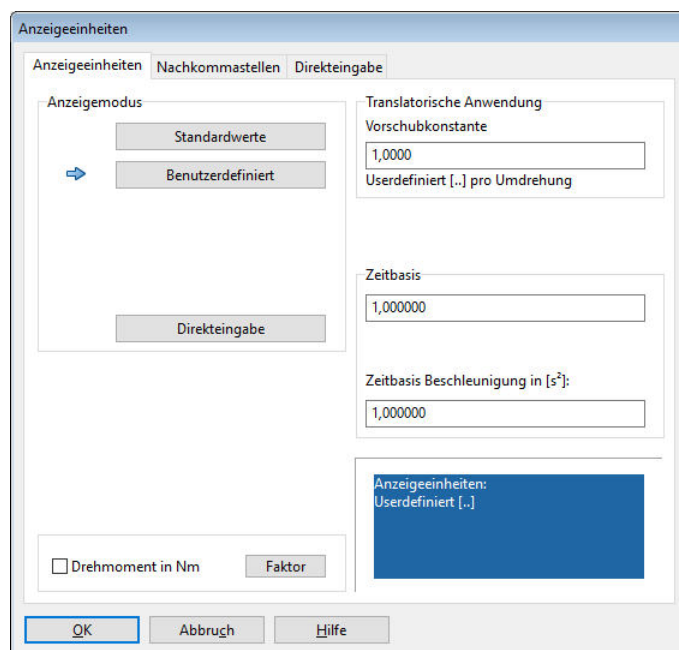 Anzeigeeinheiten
Anzeigeeinheiten Nachkommastellen Direkteingabe
Anzeigemodus
Standardwerte
Benutzerdefiniert
Direkteingabe
Translatorische Anwendung
Vorschubkonstante
1,0000
Userdefiniert [..] pro Umdrehung
Zeitbasis
1,000000
Zeitbasis Beschleunigung in [s²]:
1,000000
Anzeigeeinheiten:
Userdefiniert [..]
Drehmoment in Nm Faktor
OK Abbruch Hilfe